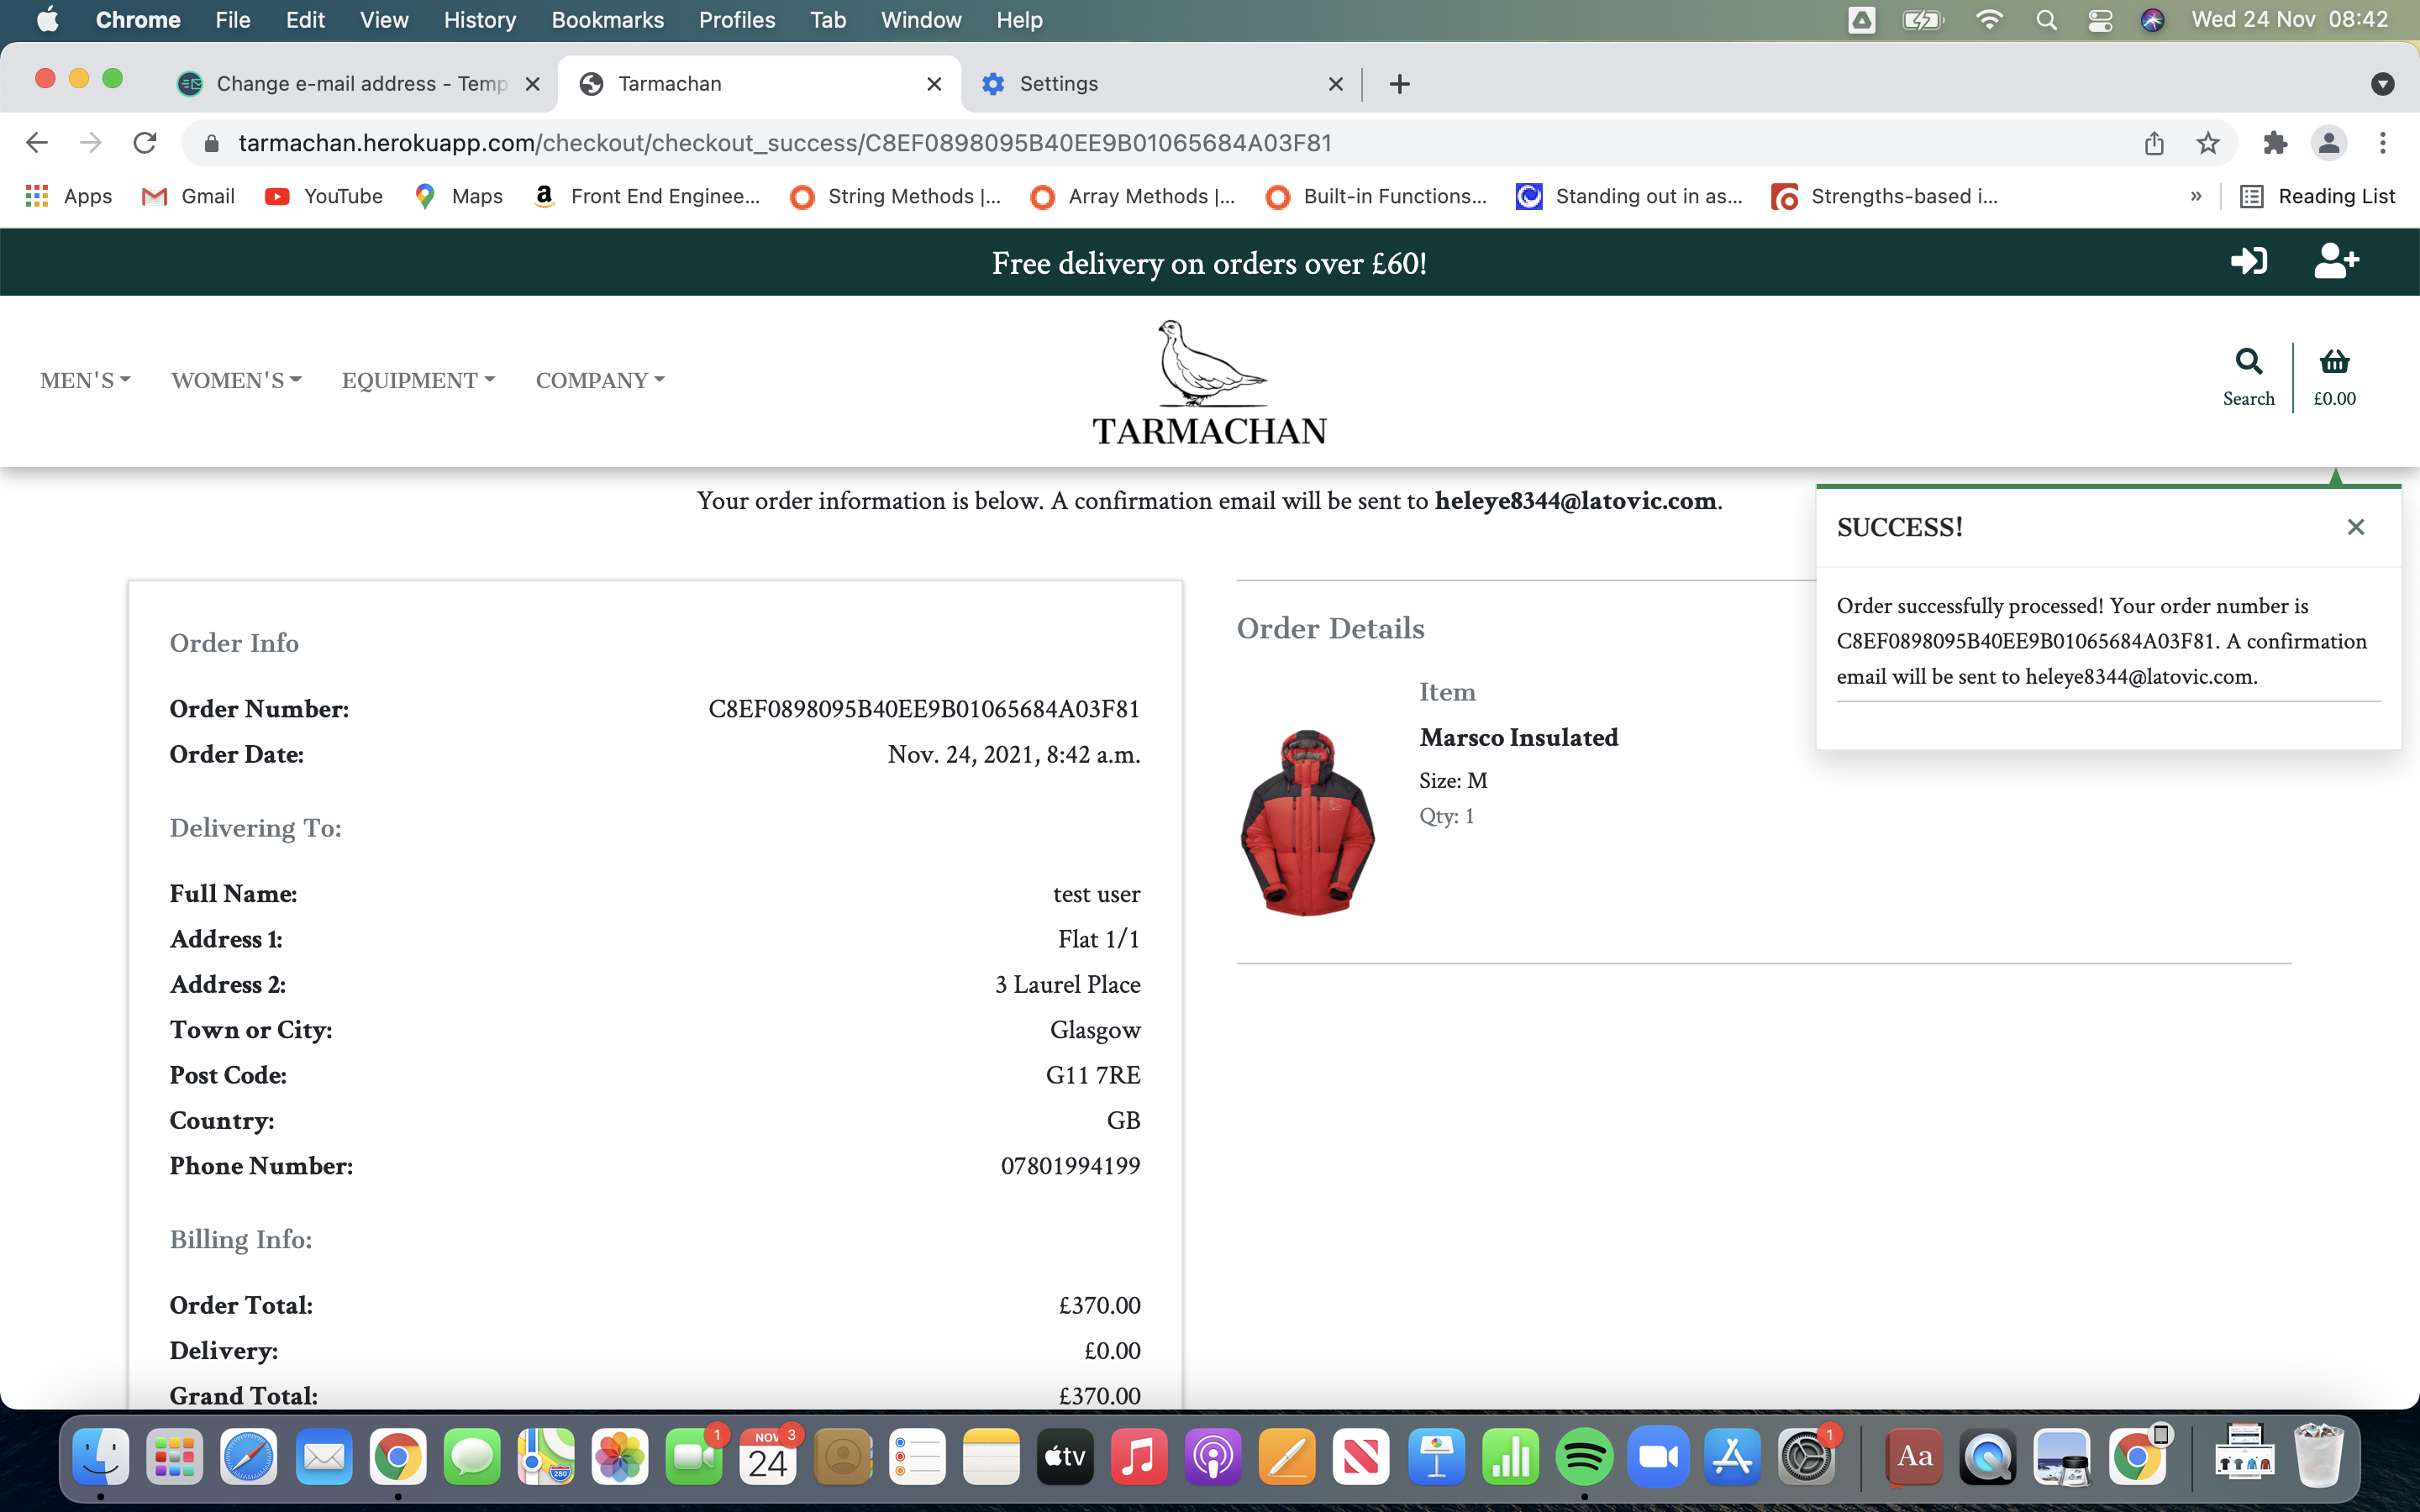 Chrome File Edit View History Bookmarks Profiles Tab Window Help Wed 24 Nov 08:42
Change e-mail address - Temp Tarmachan Settings
tarmachan.herokuapp.com/checkout/checkout_success/C8EF0898095B40EE9B01065684A03F81
Apps Gmail YouTube Maps Front End Enginee... String Methods |... Array Methods |... Built-in Functions... Standing out in as... Strengths-based i... » Reading List
Free delivery on orders over £60!
MEN'S WOMEN'S EQUIPMENT COMPANY
TARMACHAN
Search £0.00
Your order information is below. A confirmation email will be sent to heleye8344@latovic.com.
SUCCESS!
Order successfully processed! Your order number is
C8EF0898095B40EE9B01065684A03F81. A confirmation
email will be sent to heleye8344@latovic.com.
Order Info
Order Number: C8EF0898095B40EE9B01065684A03F81
Order Date: Nov. 24, 2021, 8:42 a.m.
Delivering To:
Full Name: test user
Address 1: Flat 1/1
Address 2: 3 Laurel Place
Town or City: Glasgow
Post Code: G11 7RE
Country: GB
Phone Number: 07801994199
Billing Info:
Order Total: £370.00
Delivery: £0.00
Grand Total: £370.00
Order Details
Item
Marsco Insulated
Size: M
Qty: 1
280 1 NOV 3 24 tv 1 Aa